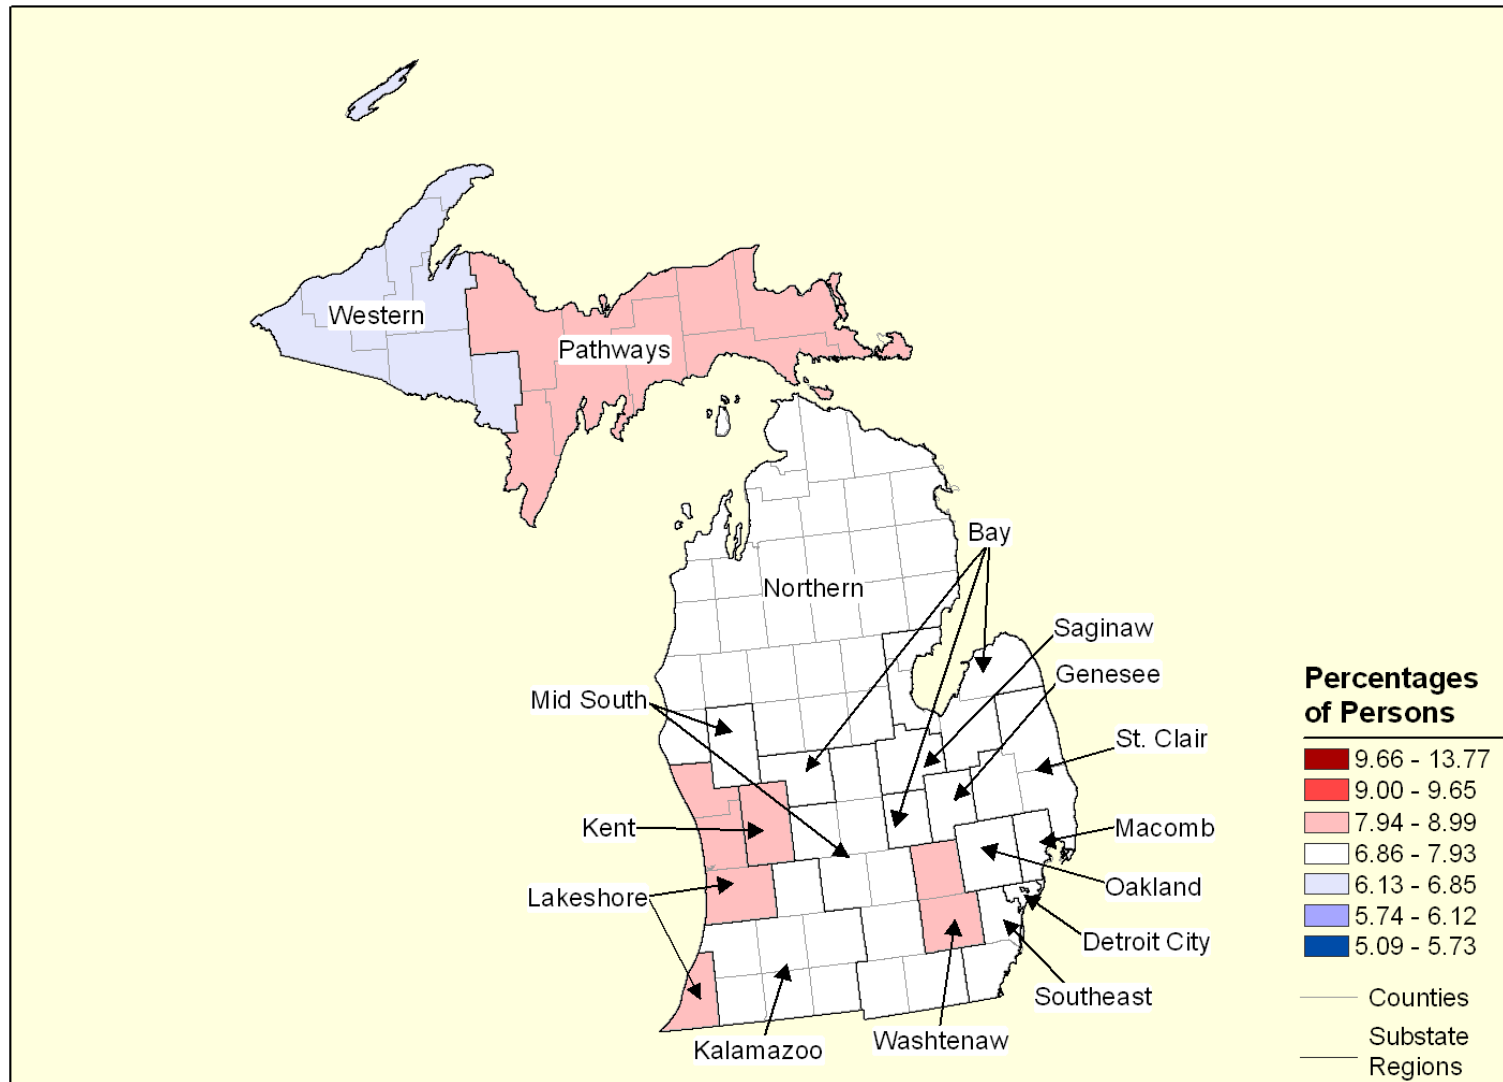 Western
Pathways
Bay
Northern
Saginaw
Genesee
Mid South
St. Clair
Kent
Macomb
Lakeshore
Oakland
Detroit City
Southeast
Washtenaw
Kalamazoo
Percentages
of Persons
9.66 - 13.77
9.00 - 9.65
7.94 - 8.99
6.86 - 7.93
6.13 - 6.85
5.74 - 6.12
5.09 - 5.73
Counties
Substate
Regions